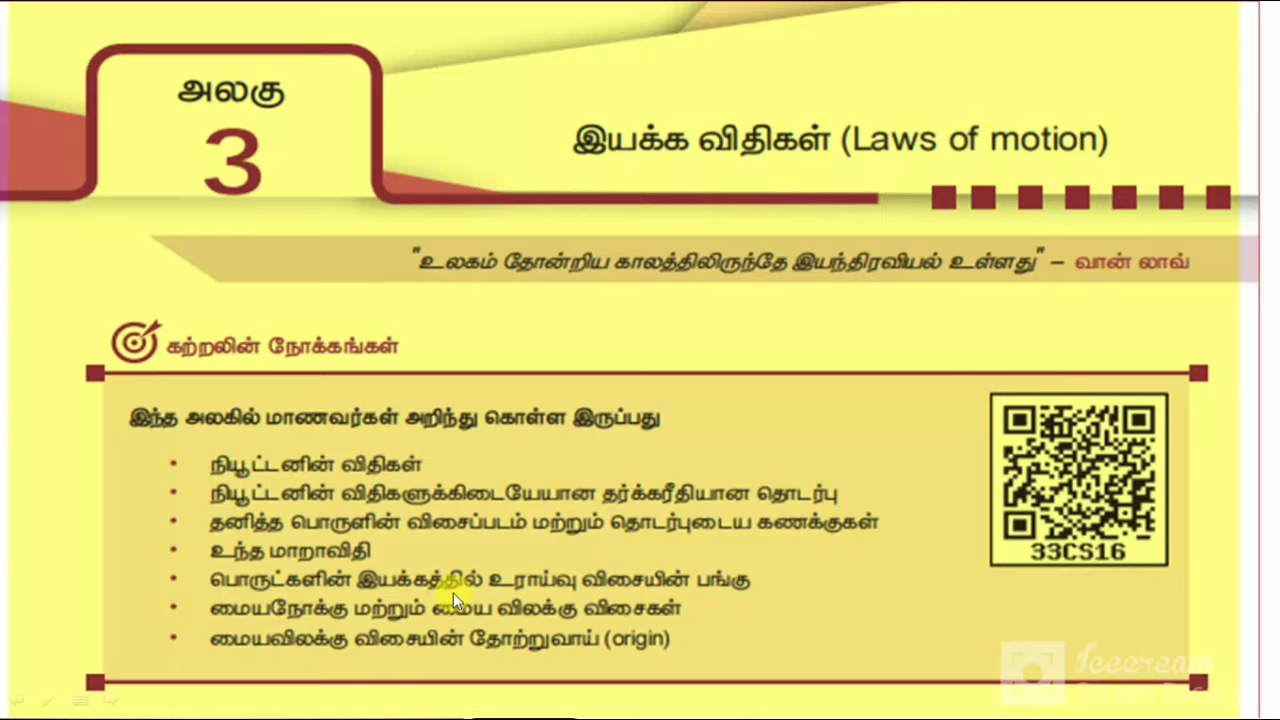 அலகு
3
இயக்க விதிகள் (Laws of motion)
"உலகம் தோன்றிய காலத்திலிருந்தே இயந்திரவியல் உள்ளது" – வான் லாவ்
கற்றலின் நோக்கங்கள்
இந்த அலகில் மாணவர்கள் அறிந்து கொள்ள இருப்பது
• நியூட்டனின் விதிகள்
• நியூட்டனின் விதிகளுக்கிடையேயான தர்க்கரீதியான தொடர்பு
• தனித்த பொருளின் விசைப்படம் மற்றும் தொடர்புடைய கணக்குகள்
• உந்த மாறாவிதி
• பொருட்களின் இயக்கத்தில் உராய்வு விசையின் பங்கு
• மையநோக்கு மற்றும் மைய விலக்கு விசைகள்
• மையவிலக்கு விசையின் தோற்றுவாய் (origin)
33CS16
Icecream